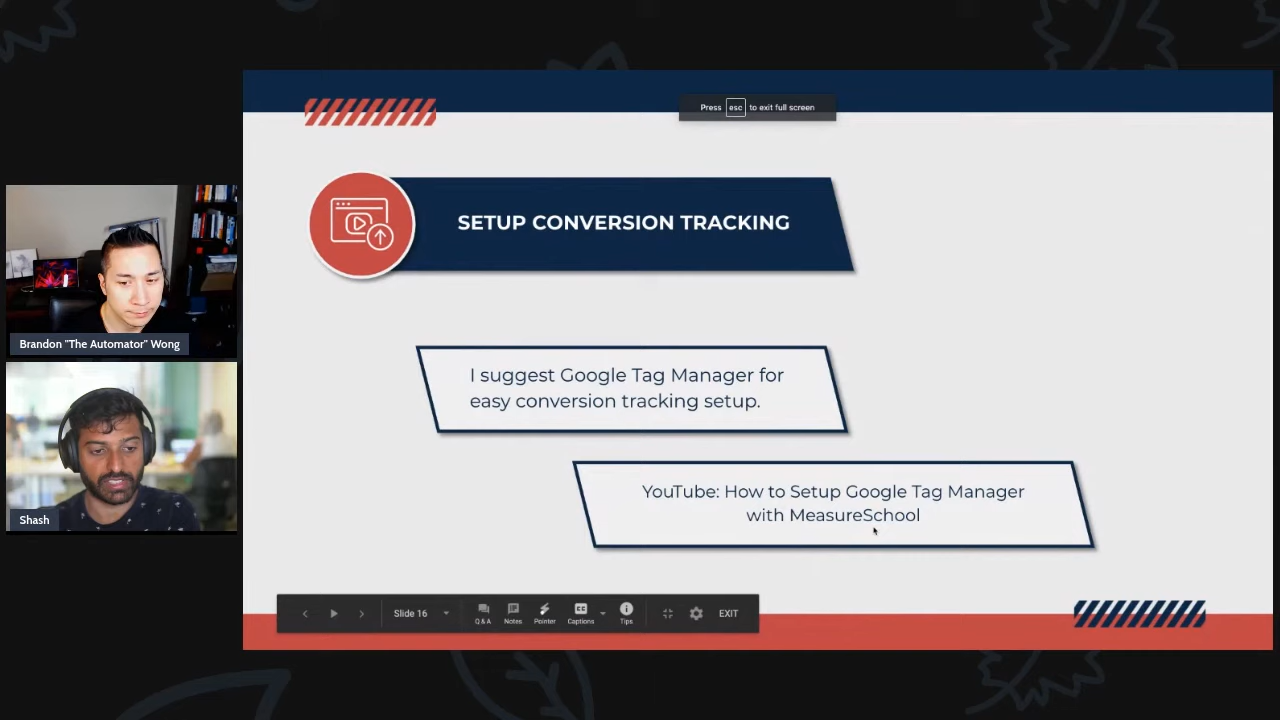 Press esc to exit full screen
SETUP CONVERSION TRACKING
I suggest Google Tag Manager for
easy conversion tracking setup.
YouTube: How to Setup Google Tag Manager
with MeasureSchool
Brandon "The Automator" Wong
Shash
Slide 16
Q & A
Notes
Pointer
CC
Captions
Tips
EXIT